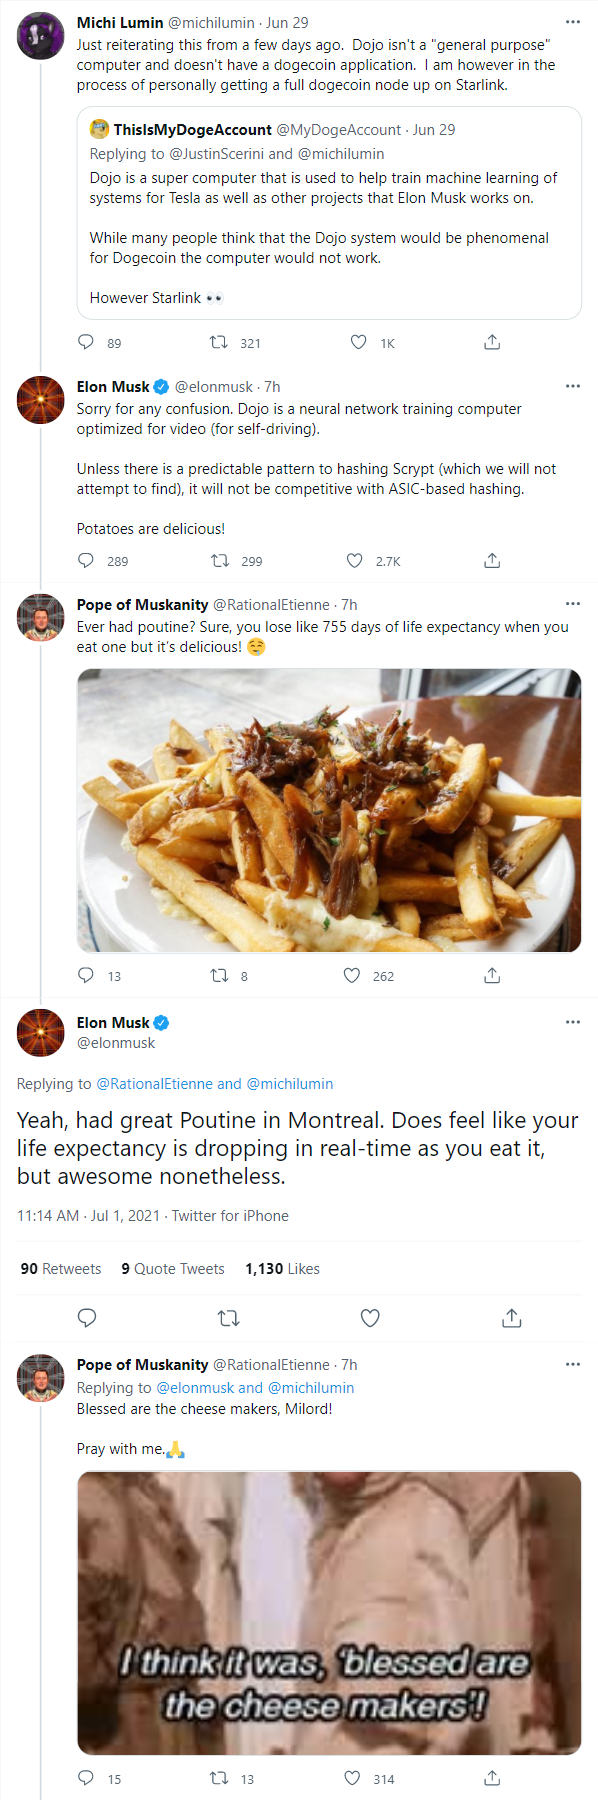 Michi Lumin @michilumin · Jun 29
Just reiterating this from a few days ago. Dojo isn't a "general purpose"
computer and doesn't have a dogecoin application. I am however in the
process of personally getting a full dogecoin node up on Starlink.
ThisIsMyDogeAccount @MyDogeAccount · Jun 29
Replying to @JustinScerini and @michilumin
Dojo is a super computer that is used to help train machine learning of
systems for Tesla as well as other projects that Elon Musk works on.
While many people think that the Dojo system would be phenomenal
for Dogecoin the computer would not work.
However Starlink 👀
89 321 1K
Elon Musk @elonmusk · 7h
Sorry for any confusion. Dojo is a neural network training computer
optimized for video (for self-driving).
Unless there is a predictable pattern to hashing Scrypt (which we will not
attempt to find), it will not be competitive with ASIC-based hashing.
Potatoes are delicious!
289 299 2.7K
Pope of Muskanity @RationalEtienne · 7h
Ever had poutine? Sure, you lose like 755 days of life expectancy when you
eat one but it's delicious! 🤤
13 8 262
Elon Musk
@elonmusk
Replying to @RationalEtienne and @michilumin
Yeah, had great Poutine in Montreal. Does feel like your
life expectancy is dropping in real-time as you eat it,
but awesome nonetheless.
11:14 AM · Jul 1, 2021 · Twitter for iPhone
90 Retweets 9 Quote Tweets 1,130 Likes
Pope of Muskanity @RationalEtienne · 7h
Replying to @elonmusk and @michilumin
Blessed are the cheese makers, Milord!
Pray with me.🙏
I think it was, 'blessed are
the cheese makers'!
15 13 314